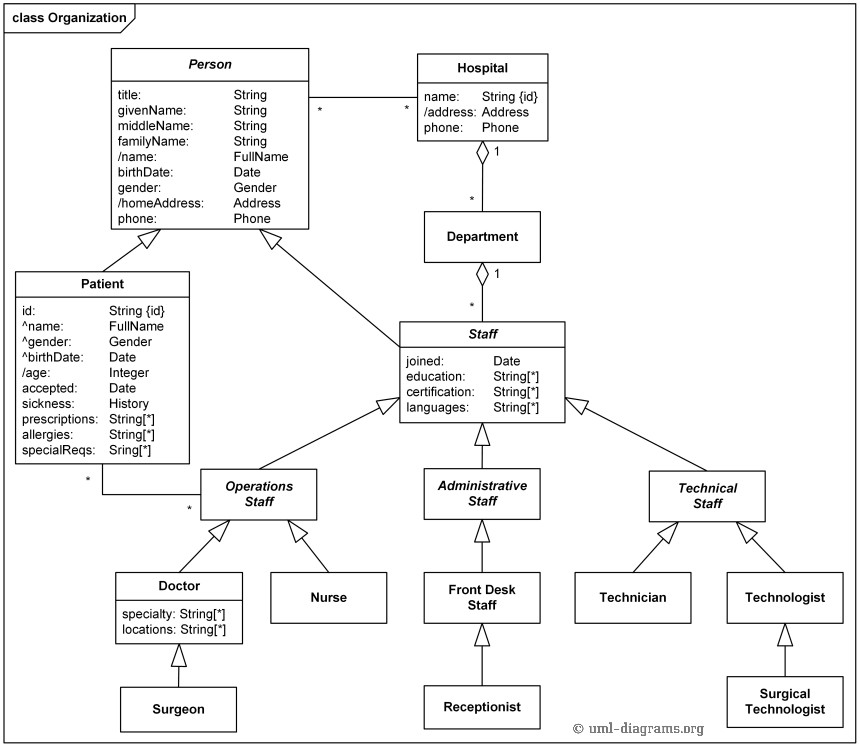 class Organization
Person
title: String
givenName: String
middleName: String
familyName: String
/name: FullName
birthDate: Date
gender: Gender
/homeAddress: Address
phone: Phone
* *
Hospital
name: String {id}
/address: Address
phone: Phone
1
*
Department
1
*
Patient
id: String {id}
^name: FullName
^gender: Gender
^birthDate: Date
/age: Integer
accepted: Date
sickness: History
prescriptions: String[*]
allergies: String[*]
specialReqs: Sring[*]
*
*
Staff
joined: Date
education: String[*]
certification: String[*]
languages: String[*]
Operations
Staff
Administrative
Staff
Technical
Staff
Doctor
specialty: String[*]
locations: String[*]
Nurse
Front Desk
Staff
Technician
Technologist
Surgeon
Receptionist
Surgical
Technologist
© uml-diagrams.org